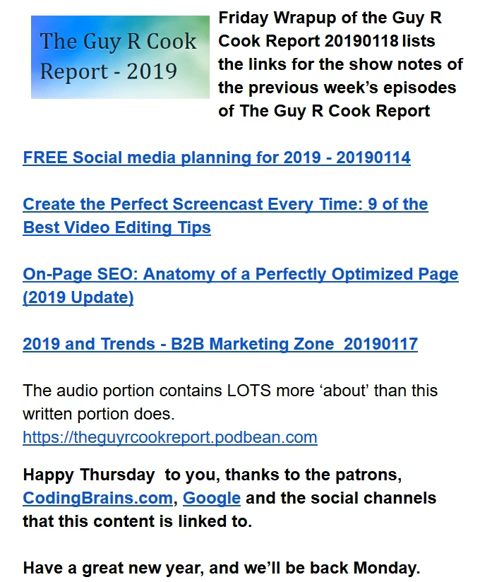 The Guy R Cook
Report - 2019
Friday Wrapup of the Guy R
Cook Report 20190118 lists
the links for the show notes of
the previous week’s episodes
of The Guy R Cook Report
FREE Social media planning for 2019 - 20190114
Create the Perfect Screencast Every Time: 9 of the
Best Video Editing Tips
On-Page SEO: Anatomy of a Perfectly Optimized Page
(2019 Update)
2019 and Trends - B2B Marketing Zone  20190117
The audio portion contains LOTS more ‘about’ than this
written portion does.
https://theguyrcookreport.podbean.com
Happy Thursday  to you, thanks to the patrons,
CodingBrains.com, Google and the social channels
that this content is linked to.
Have a great new year, and we’ll be back Monday.